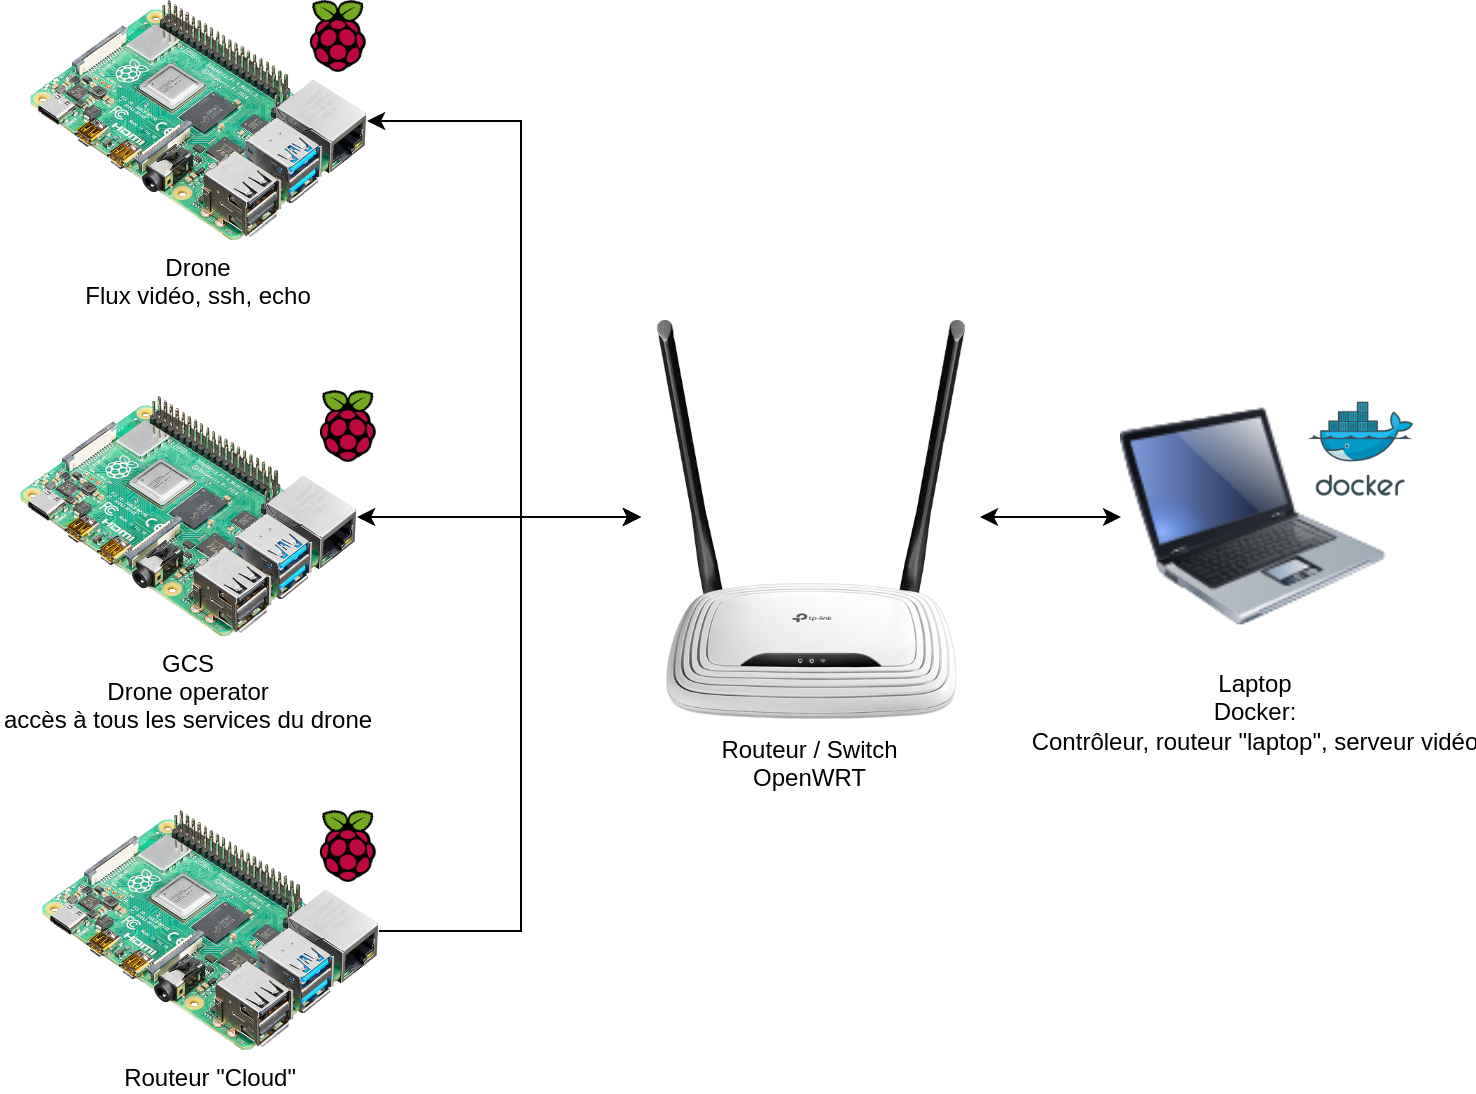 Drone
Flux vidéo, ssh, echo
GCS
Drone operator
accès à tous les services du drone
tp-link
Routeur / Switch
OpenWRT
docker
Laptop
Docker:
Contrôleur, routeur "laptop", serveur vidéo
Routeur "Cloud"